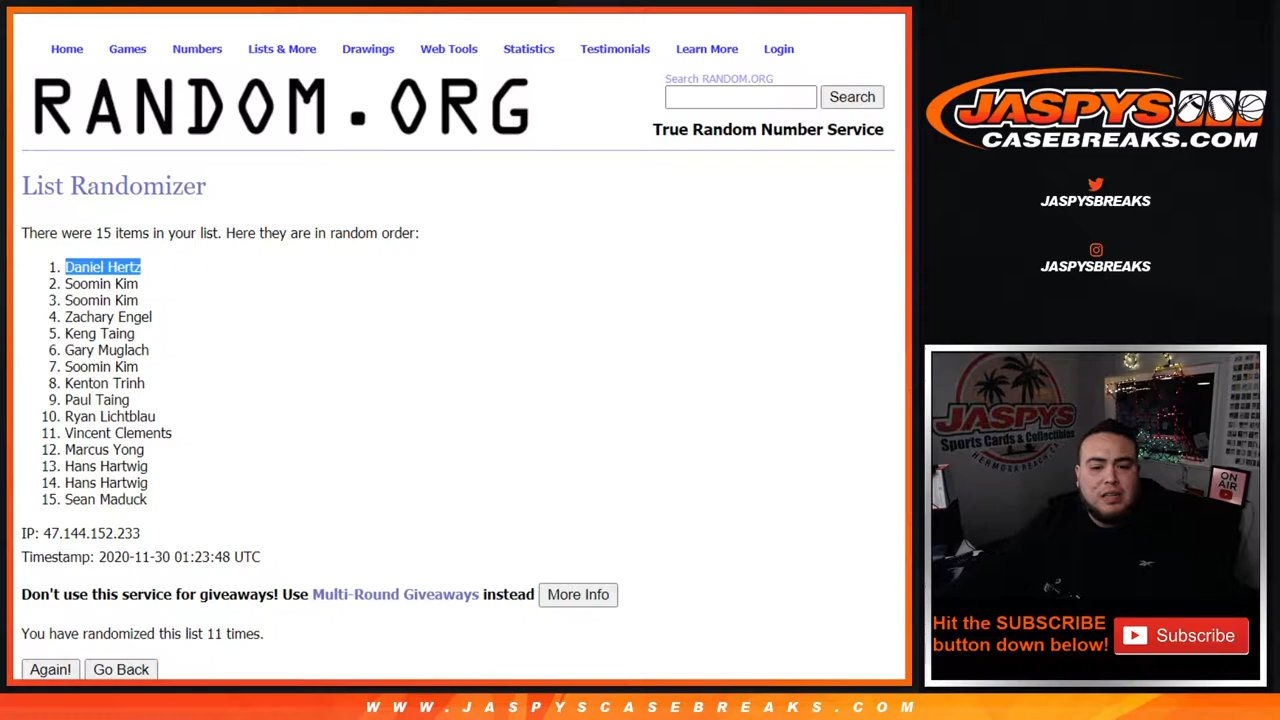 Home Games Numbers Lists & More Drawings Web Tools Statistics Testimonials Learn More Login
RANDOM.ORG
Search RANDOM.ORG
Search
True Random Number Service
List Randomizer
There were 15 items in your list. Here they are in random order:
1. Daniel Hertz
2. Soomin Kim
3. Soomin Kim
4. Zachary Engel
5. Keng Taing
6. Gary Muglach
7. Soomin Kim
8. Kenton Trinh
9. Paul Taing
10. Ryan Lichtblau
11. Vincent Clements
12. Marcus Yong
13. Hans Hartwig
14. Hans Hartwig
15. Sean Maduck
IP: 47.144.152.233
Timestamp: 2020-11-30 01:23:48 UTC
Don't use this service for giveaways! Use Multi-Round Giveaways instead More Info
You have randomized this list 11 times.
Again! Go Back
JASPYS
CASEBREAKS.COM
JASPYSBREAKS
JASPYSBREAKS
JASPYS
Sports Cards & Collectibles
HERMOSA BEACH, CA
ON
AIR
Hit the SUBSCRIBE
button down below!
Subscribe
WWW.JASPYSCASEBREAKS.COM